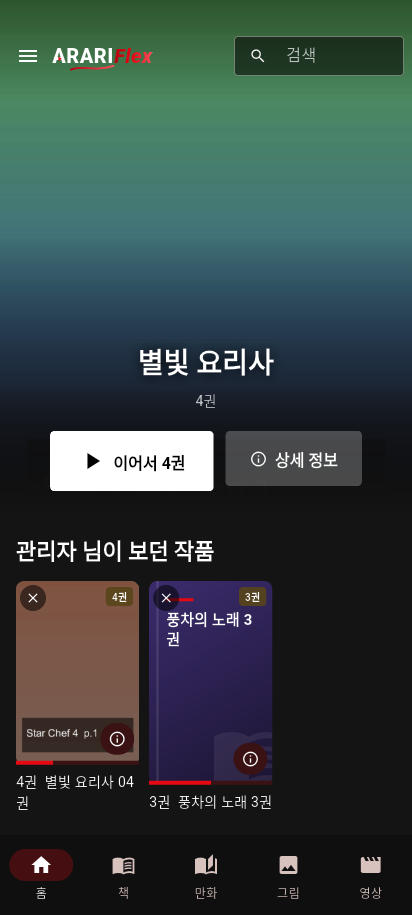 ARARIFlex
검색
별빛 요리사
4권
이어서 4권
상세 정보
관리자 님이 보던 작품
4권
Star Chef 4 p.1
4권 별빛 요리사 04
권
3권
풍차의 노래 3
권
3권 풍차의 노래 3권
홈
책
만화
그림
영상